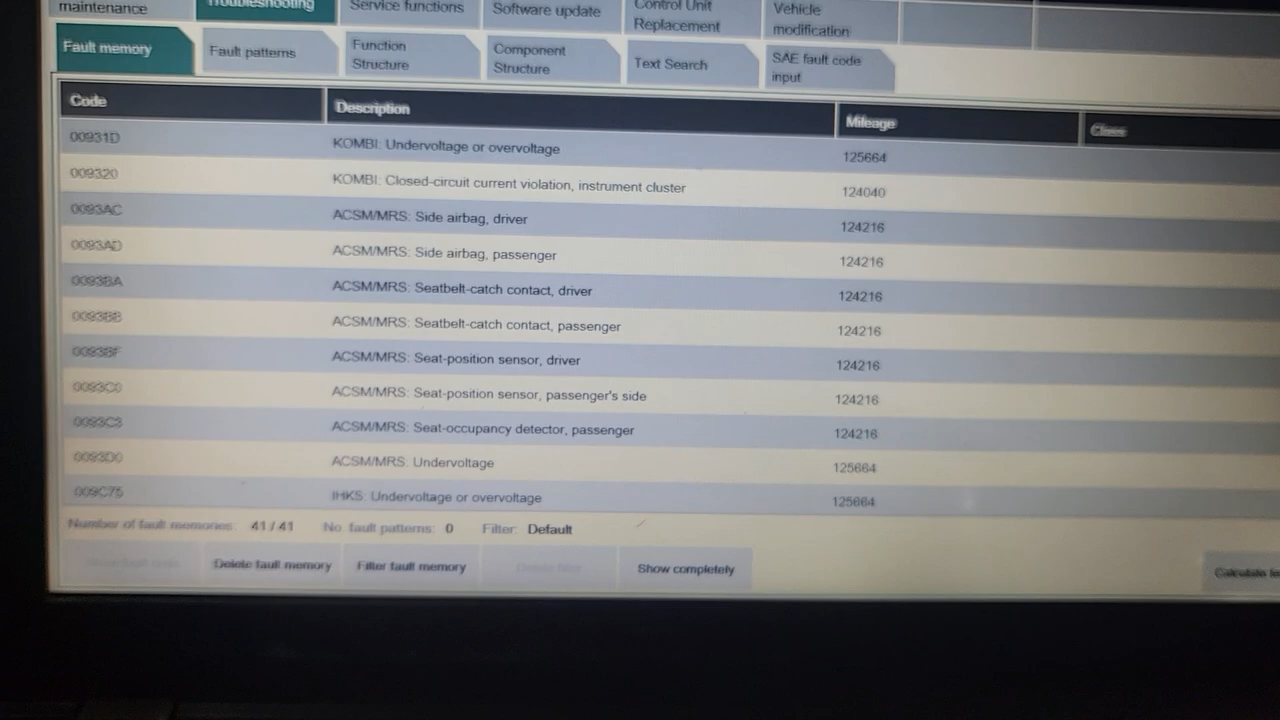 maintenance Troubleshooting Service functions Software update Control Unit Replacement Vehicle modification
Fault memory Fault patterns Function Structure Component Structure Text Search SAE fault code input
Code Description Mileage Class
00931D KOMBI: Undervoltage or overvoltage 125664
009320 KOMBI: Closed-circuit current violation, instrument cluster 124040
0093AC ACSM/MRS: Side airbag, driver 124216
0093AD ACSM/MRS: Side airbag, passenger 124216
0093BA ACSM/MRS: Seatbelt-catch contact, driver 124216
0093BB ACSM/MRS: Seatbelt-catch contact, passenger 124216
0093BF ACSM/MRS: Seat-position sensor, driver 124216
0093C0 ACSM/MRS: Seat-position sensor, passenger's side 124216
0093C3 ACSM/MRS: Seat-occupancy detector, passenger 124216
0093D0 ACSM/MRS: Undervoltage 125664
009C75 IHKS: Undervoltage or overvoltage 125664
Number of fault memories: 41 / 41 No. fault patterns: 0 Filter: Default
Delete fault memory Filter fault memory Show completely Calculate